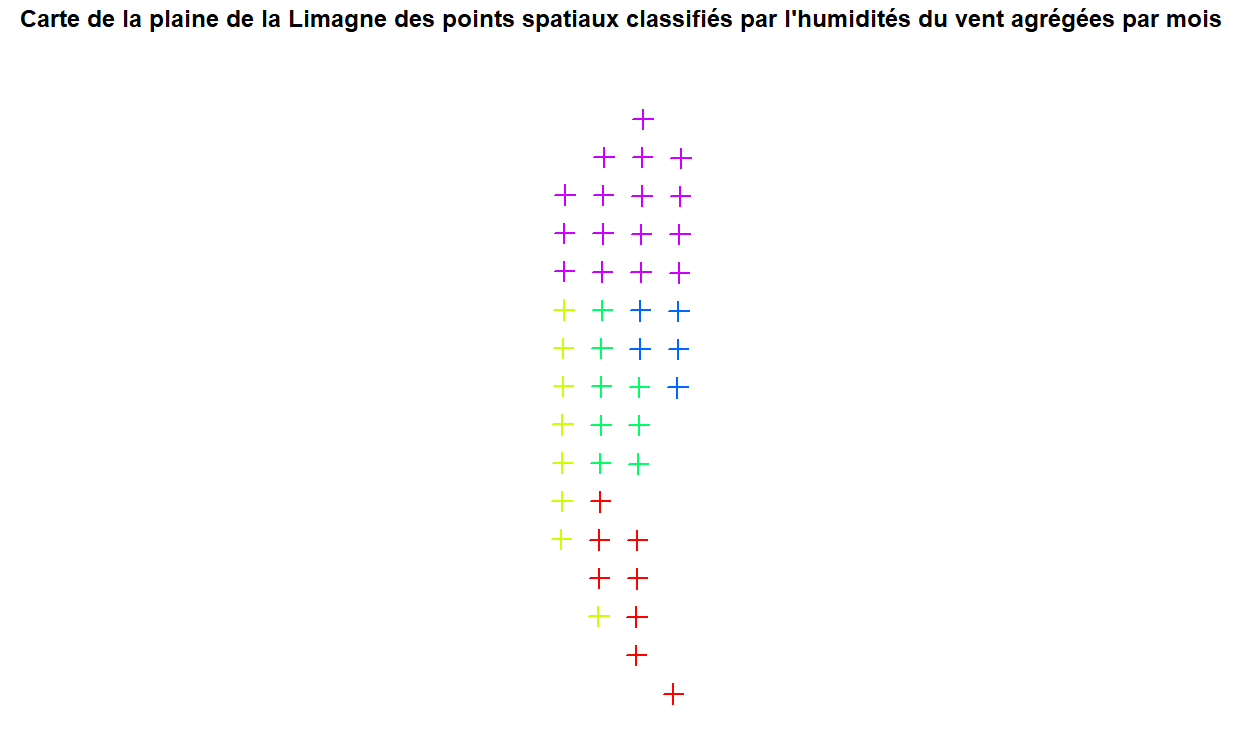 Carte de la plaine de la Limagne des points spatiaux classifiés par l'humidités du vent agrégées par mois